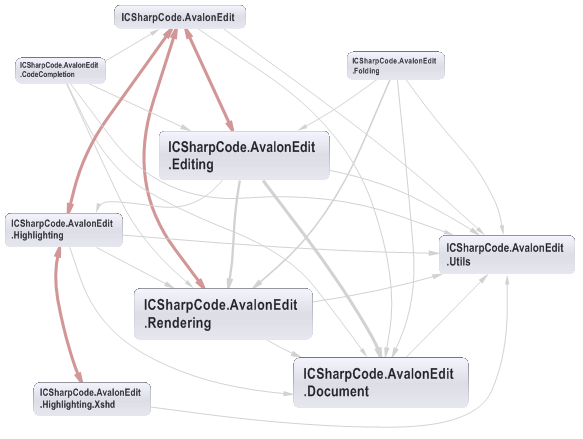 ICSharpCode.AvalonEdit
ICSharpCode.AvalonEdit
.CodeCompletion
ICSharpCode.AvalonEdit
.Folding
ICSharpCode.AvalonEdit
.Editing
ICSharpCode.AvalonEdit
.Highlighting
ICSharpCode.AvalonEdit
.Utils
ICSharpCode.AvalonEdit
.Rendering
ICSharpCode.AvalonEdit
.Document
ICSharpCode.AvalonEdit
.Highlighting.Xshd